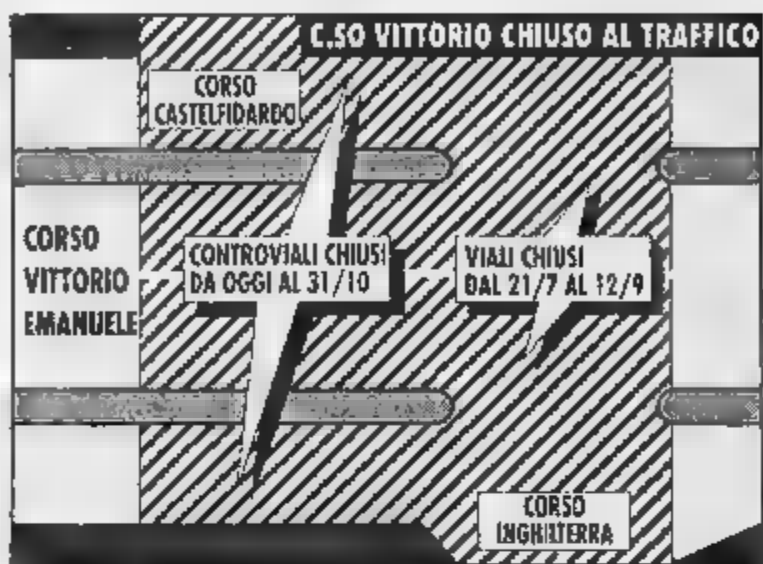 C.SO VITTORIO CHIUSO AL TRAFFICO
CORSO
CASTELFIDARDO
CORSO
VITTORIO
EMANUELE
CONTROVIALI CHIUSI
DA OGGI AL 31/10
VIALI CHIUSI
DAL 21/7 AL 12/9
CORSO
INGHILTERRA